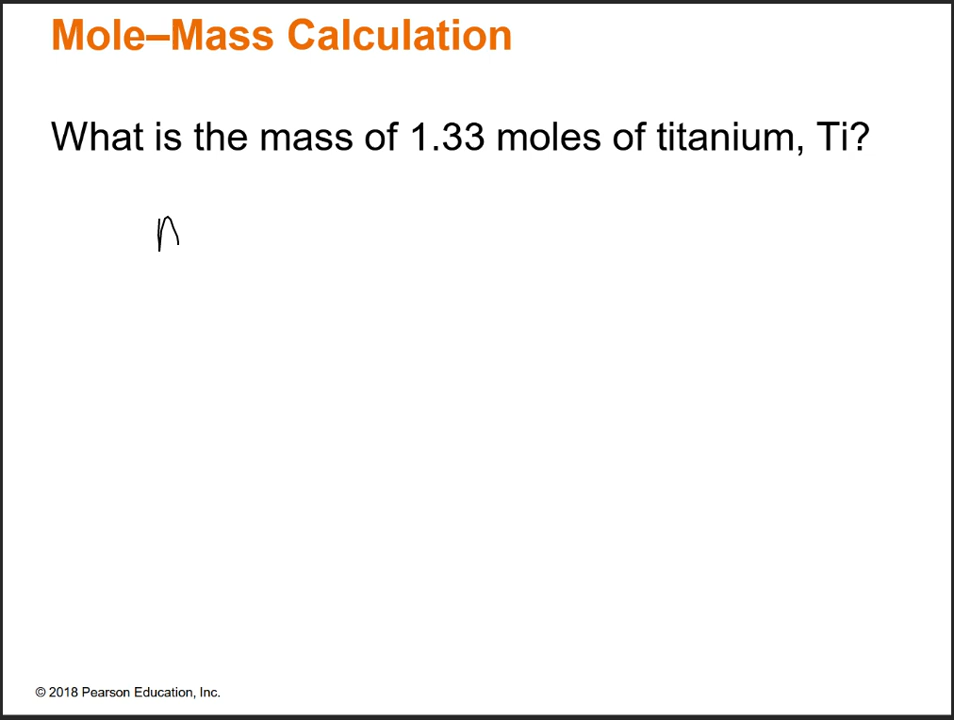 Mole–Mass Calculation
What is the mass of 1.33 moles of titanium, Ti?
n
© 2018 Pearson Education, Inc.